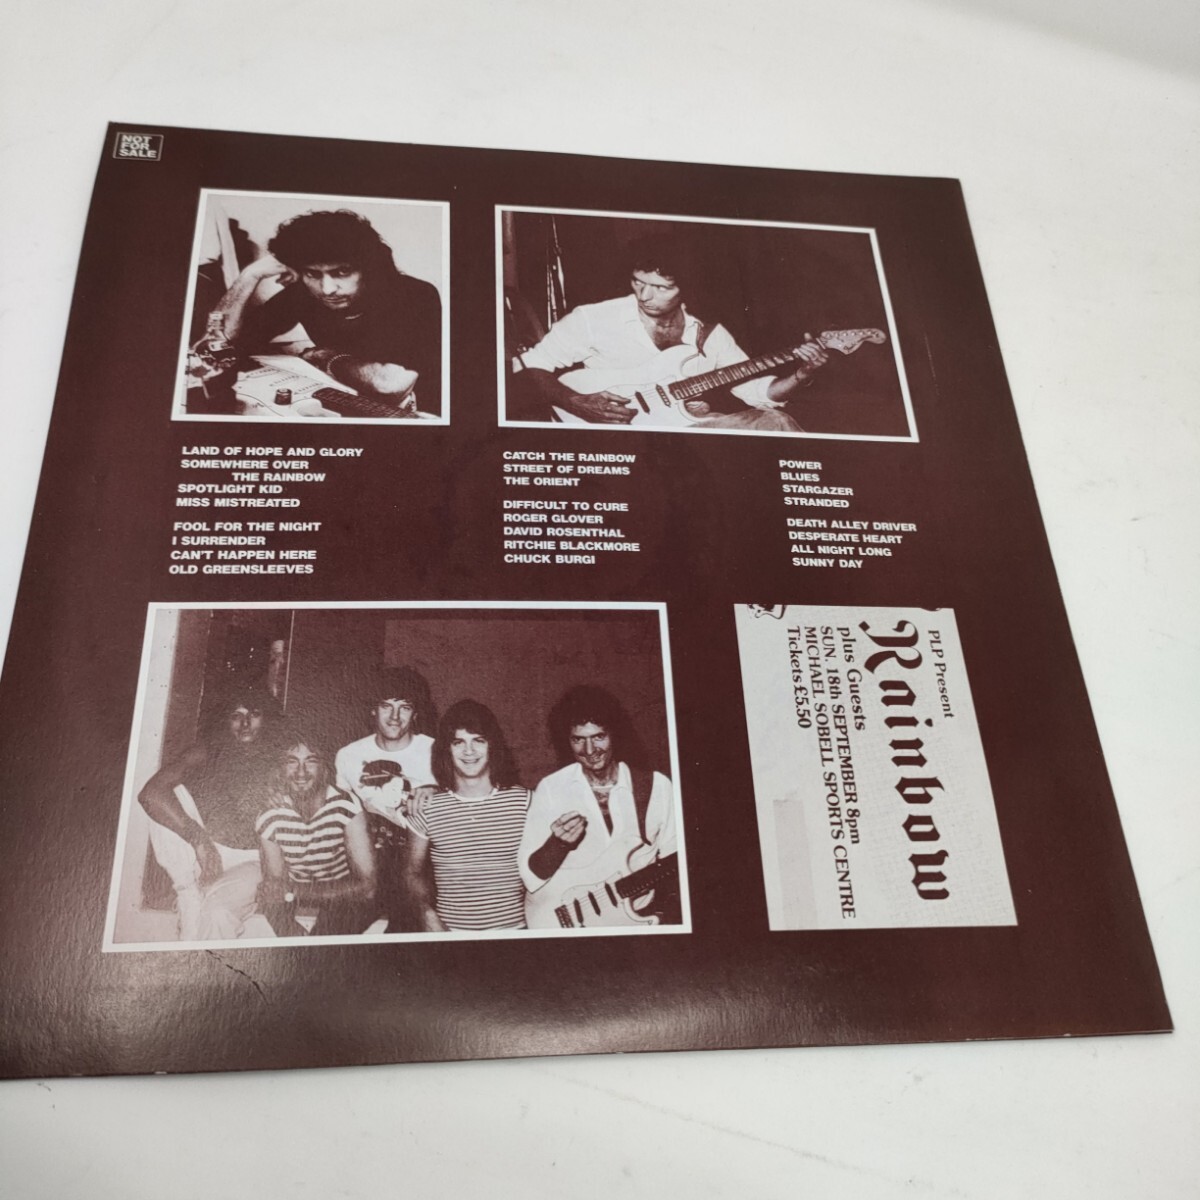 NOT
FOR
SALE
LAND OF HOPE AND GLORY
SOMEWHERE OVER
THE RAINBOW
SPOTLIGHT KID
MISS MISTREATED
FOOL FOR THE NIGHT
I SURRENDER
CAN'T HAPPEN HERE
OLD GREENSLEEVES
CATCH THE RAINBOW
STREET OF DREAMS
THE ORIENT
DIFFICULT TO CURE
ROGER GLOVER
DAVID ROSENTHAL
RITCHIE BLACKMORE
CHUCK BURGI
POWER
BLUES
STARGAZER
STRANDED
DEATH ALLEY DRIVER
DESPERATE HEART
ALL NIGHT LONG
SUNNY DAY
PLP Present
Rainbow
plus Guests
SUN. 18th SEPTEMBER 8pm
MICHAEL SOBELL SPORTS CENTRE
Tickets £5.50